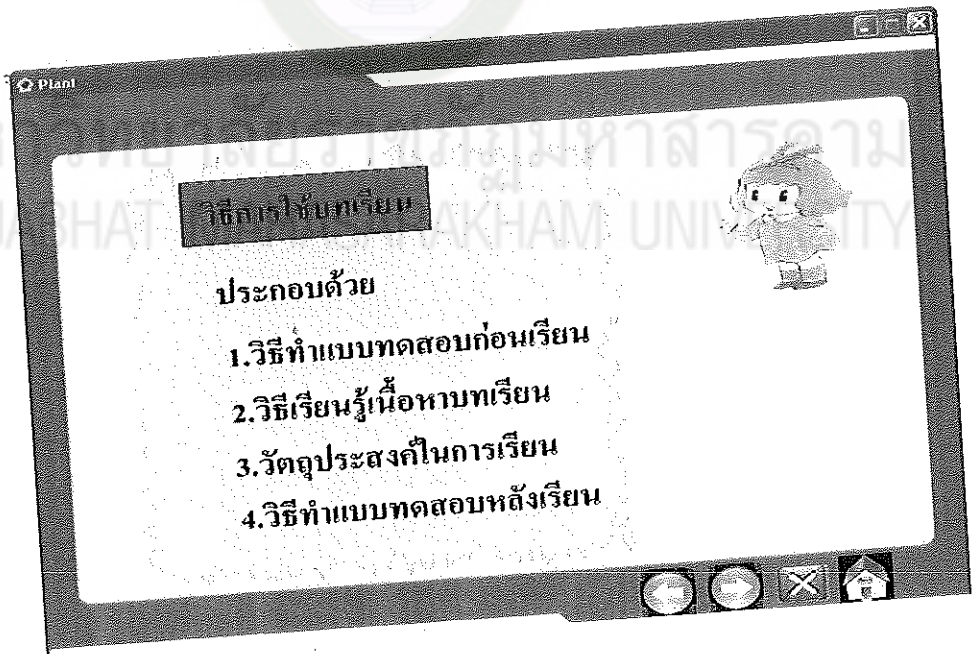 Plant
วิธีการใช้บทเรียน
ประกอบด้วย
1.วิธีทำแบบทดสอบก่อนเรียน
2.วิธีเรียนรู้เนื้อหาบทเรียน
3.วัตถุประสงค์ในการเรียน
4.วิธีทำแบบทดสอบหลังเรียน